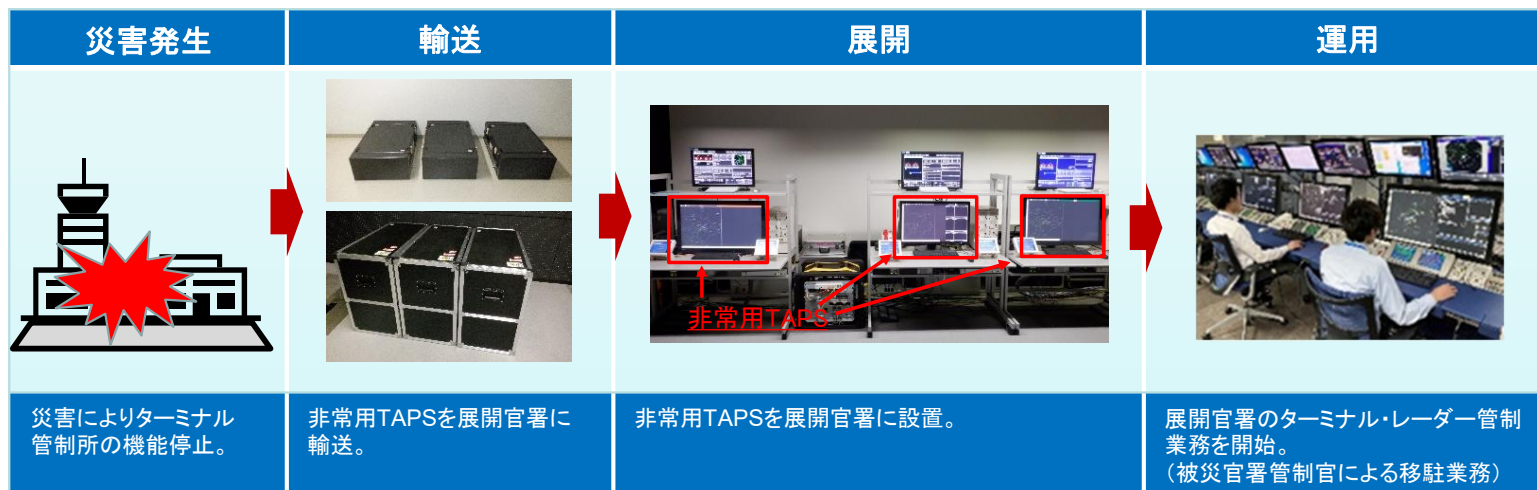 災害発生
輸送
展開
運用
非常用TAPS
災害によりターミナル
管制所の機能停止。
非常用TAPSを展開官署に
輸送。
非常用TAPSを展開官署に設置。
展開官署のターミナル・レーダー管制
業務を開始。
（被災官署管制官による移駐業務）